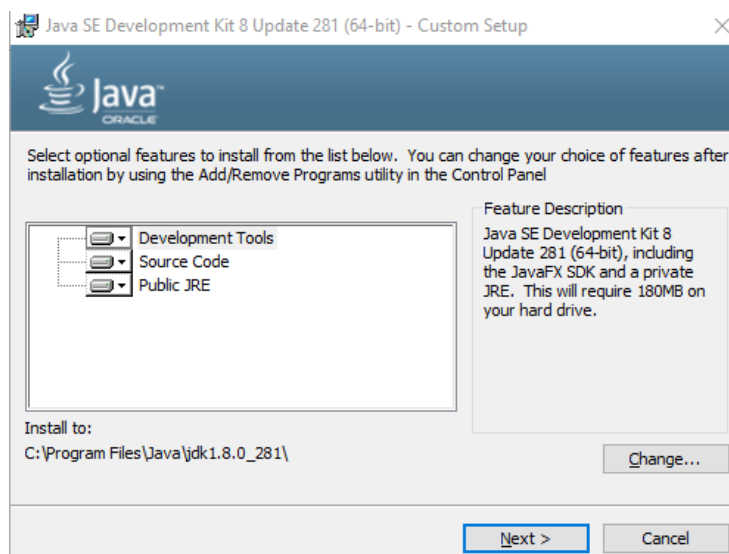 Java SE Development Kit 8 Update 281 (64-bit) - Custom Setup
Java™
ORACLE
Select optional features to install from the list below.  You can change your choice of features after
installation by using the Add/Remove Programs utility in the Control Panel
Development Tools
Source Code
Public JRE
Feature Description
Java SE Development Kit 8
Update 281 (64-bit), including
the JavaFX SDK and a private
JRE.  This will require 180MB on
your hard drive.
Install to:
C:\Program Files\Java\jdk1.8.0_281\
Change...
Next >
Cancel